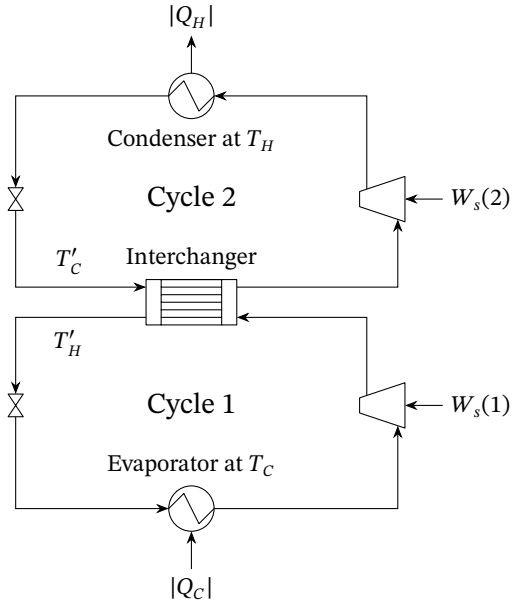 |Q_H|
Condenser at T_H
Cycle 2
W_s(2)
T'_C
Interchanger
T'_H
Cycle 1
W_s(1)
Evaporator at T_C
|Q_C|